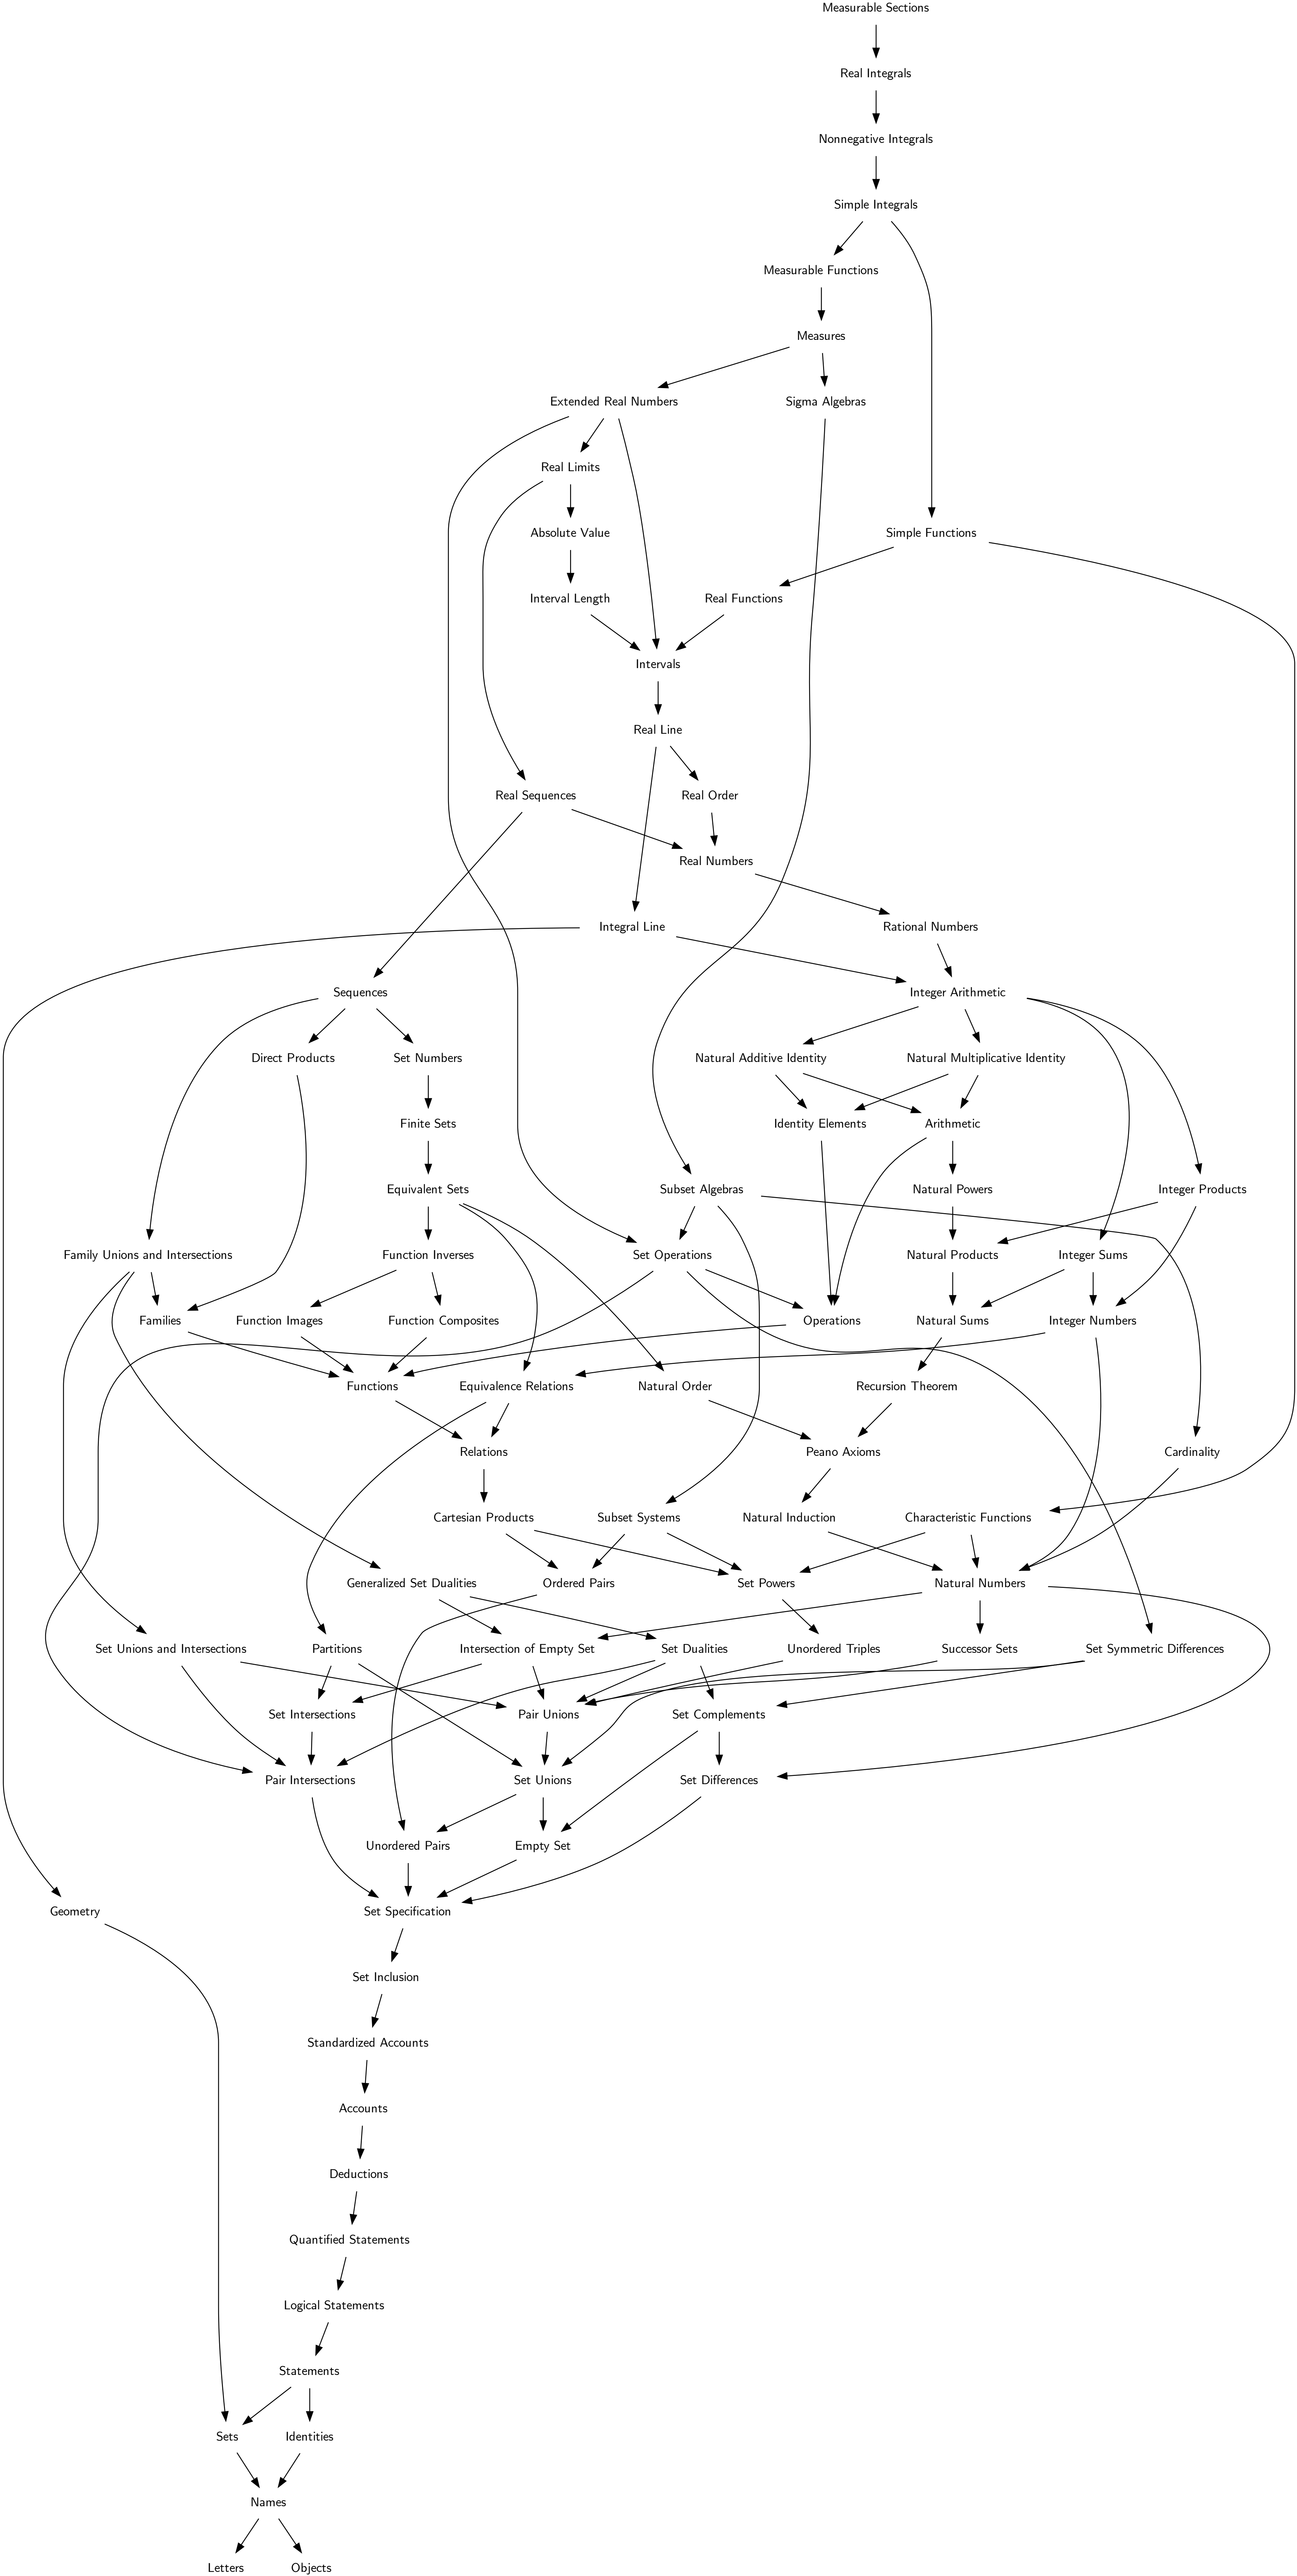 Measurable Sections
Real Integrals
Nonnegative Integrals
Simple Integrals
Measurable Functions
Measures
Extended Real Numbers
Sigma Algebras
Real Limits
Absolute Value
Simple Functions
Interval Length
Real Functions
Intervals
Real Line
Real Sequences
Real Order
Real Numbers
Integral Line
Rational Numbers
Sequences
Integer Arithmetic
Direct Products
Set Numbers
Natural Additive Identity
Natural Multiplicative Identity
Finite Sets
Identity Elements
Arithmetic
Equivalent Sets
Subset Algebras
Natural Powers
Integer Products
Family Unions and Intersections
Function Inverses
Set Operations
Natural Products
Integer Sums
Families
Function Images
Function Composites
Operations
Natural Sums
Integer Numbers
Functions
Equivalence Relations
Natural Order
Recursion Theorem
Relations
Peano Axioms
Cardinality
Cartesian Products
Subset Systems
Natural Induction
Characteristic Functions
Generalized Set Dualities
Ordered Pairs
Set Powers
Natural Numbers
Set Unions and Intersections
Partitions
Intersection of Empty Set
Set Dualities
Unordered Triples
Successor Sets
Set Symmetric Differences
Set Intersections
Pair Unions
Set Complements
Pair Intersections
Set Unions
Set Differences
Unordered Pairs
Empty Set
Geometry
Set Specification
Set Inclusion
Standardized Accounts
Accounts
Deductions
Quantified Statements
Logical Statements
Statements
Sets
Identities
Names
Letters
Objects